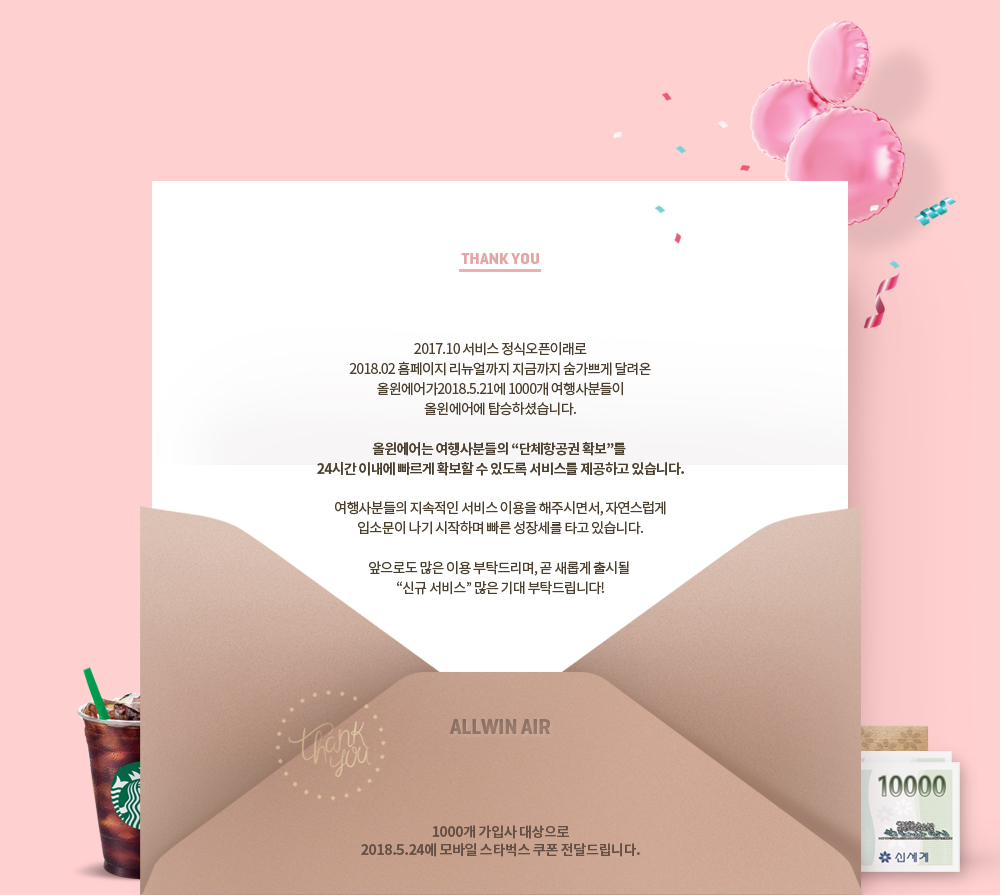 THANK YOU
2017.10 서비스 정식오픈이래로
2018.02 홈페이지 리뉴얼까지 지금까지 숨가쁘게 달려온
올윈에어가2018.5.21에 1000개 여행사분들이
올윈에어에 탑승하셨습니다.
올윈에어는 여행사분들의 “단체항공권 확보”를
24시간 이내에 빠르게 확보할 수 있도록 서비스를 제공하고 있습니다.
여행사분들의 지속적인 서비스 이용을 해주시면서, 자연스럽게
입소문이 나기 시작하며 빠른 성장세를 타고 있습니다.
앞으로도 많은 이용 부탁드리며, 곧 새롭게 출시될
“신규 서비스” 많은 기대 부탁드립니다!
ALLWIN AIR
thank
you
10000
신세계
1000개 가입사 대상으로
2018.5.24에 모바일 스타벅스 쿠폰 전달드립니다.